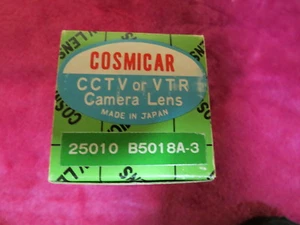 COSMICAR
CCTV or VTR
Camera Lens
MADE IN JAPAN
25010 B5018A-3